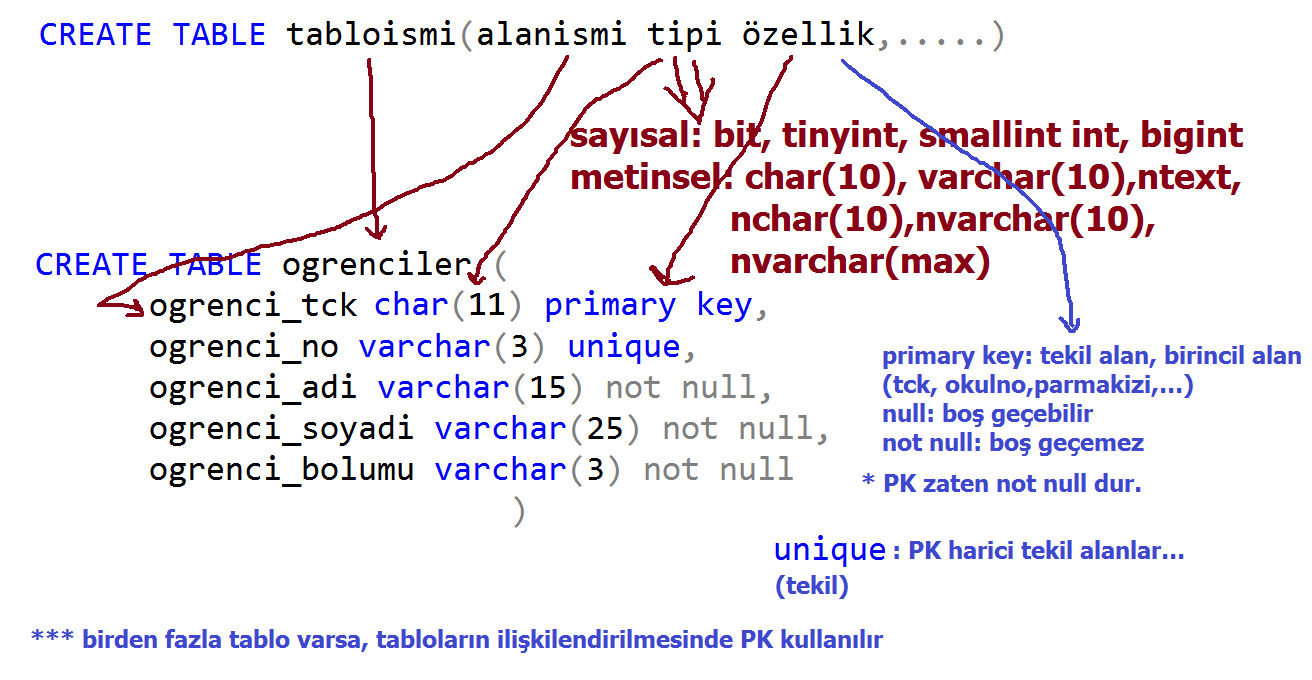 CREATE TABLE tabloismi(alanismi tipi özellik,.....)
sayısal: bit, tinyint, smallint int, bigint
metinsel: char(10), varchar(10),ntext,
nchar(10),nvarchar(10),
nvarchar(max)
CREATE TABLE ogrenciler (
ogrenci_tck char(11) primary key,
ogrenci_no varchar(3) unique,
ogrenci_adi varchar(15) not null,
ogrenci_soyadi varchar(25) not null,
ogrenci_bolumu varchar(3) not null
)
primary key: tekil alan, birincil alan
(tck, okulno,parmakizi,...)
null: boş geçebilir
not null: boş geçemez
* PK zaten not null dur.
unique : PK harici tekil alanlar...
(tekil)
*** birden fazla tablo varsa, tabloların ilişkilendirilmesinde PK kullanılır